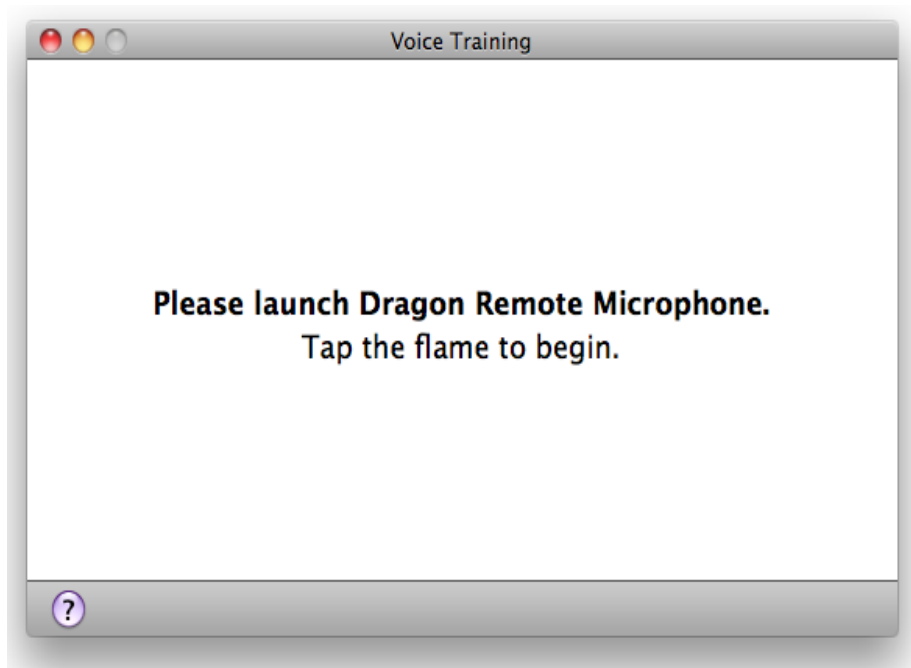 Voice Training
Please launch Dragon Remote Microphone.
Tap the flame to begin.
?